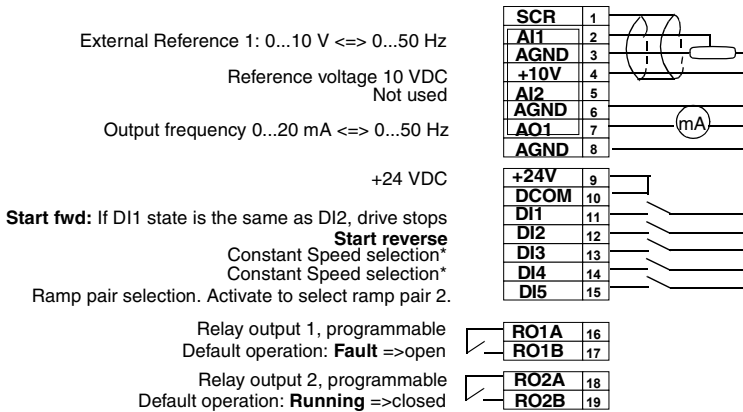 SCR 1
External Reference 1: 0...10 V <=> 0...50 Hz AI1 2
AGND 3
Reference voltage 10 VDC +10V 4
Not used AI2 5
AGND 6
Output frequency 0...20 mA <=> 0...50 Hz AO1 7 mA
AGND 8
+24 VDC +24V 9
DCOM 10
Start fwd: If DI1 state is the same as DI2, drive stops DI1 11
Start reverse DI2 12
Constant Speed selection* DI3 13
Constant Speed selection* DI4 14
Ramp pair selection. Activate to select ramp pair 2. DI5 15
Relay output 1, programmable RO1A 16
Default operation: Fault =>open RO1B 17
Relay output 2, programmable RO2A 18
Default operation: Running =>closed RO2B 19